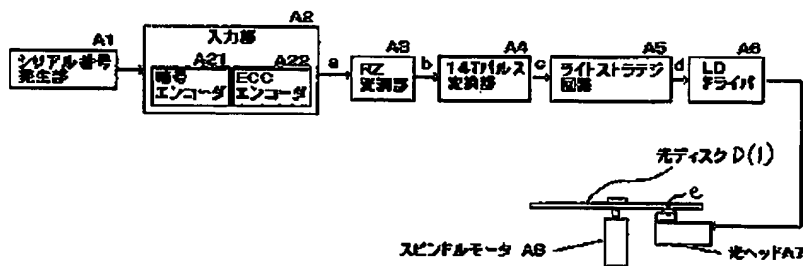 A1
シリアル番号
発生部
A2
入力部
A21
暗号
エンコーダ
A22
ECC
エンコーダ
a
A3
RZ
変調部
b
A4
14Tパルス
変換部
c
A5
ライトストラテジ
回路
d
A6
LD
ドライバ
光ディスク D(1)
e
スピンドルモータ A8
光ヘッドA7